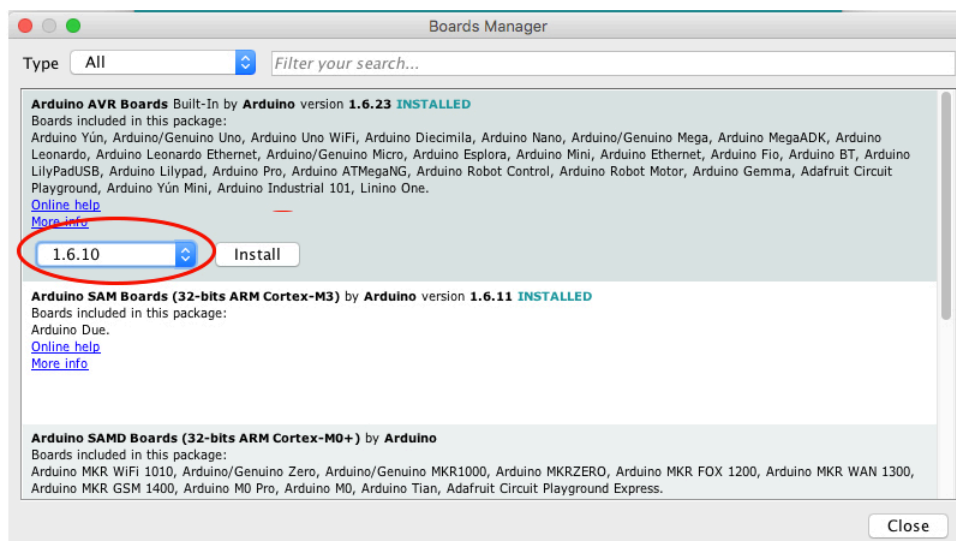 Boards Manager
Type All Filter your search...
Arduino AVR Boards Built-In by Arduino version 1.6.23 INSTALLED
Boards included in this package:
Arduino Yún, Arduino/Genuino Uno, Arduino Uno WiFi, Arduino Diecimila, Arduino Nano, Arduino/Genuino Mega, Arduino MegaADK, Arduino
Leonardo, Arduino Leonardo Ethernet, Arduino/Genuino Micro, Arduino Esplora, Arduino Mini, Arduino Ethernet, Arduino Fio, Arduino BT, Arduino
LilyPadUSB, Arduino Lilypad, Arduino Pro, Arduino ATMegaNG, Arduino Robot Control, Arduino Robot Motor, Arduino Gemma, Adafruit Circuit
Playground, Arduino Yún Mini, Arduino Industrial 101, Linino One.
Online help
More info
1.6.10 Install
Arduino SAM Boards (32-bits ARM Cortex-M3) by Arduino version 1.6.11 INSTALLED
Boards included in this package:
Arduino Due.
Online help
More info
Arduino SAMD Boards (32-bits ARM Cortex-M0+) by Arduino
Boards included in this package:
Arduino MKR WiFi 1010, Arduino/Genuino Zero, Arduino/Genuino MKR1000, Arduino MKRZERO, Arduino MKR FOX 1200, Arduino MKR WAN 1300,
Arduino MKR GSM 1400, Arduino M0 Pro, Arduino M0, Arduino Tian, Adafruit Circuit Playground Express.
Close